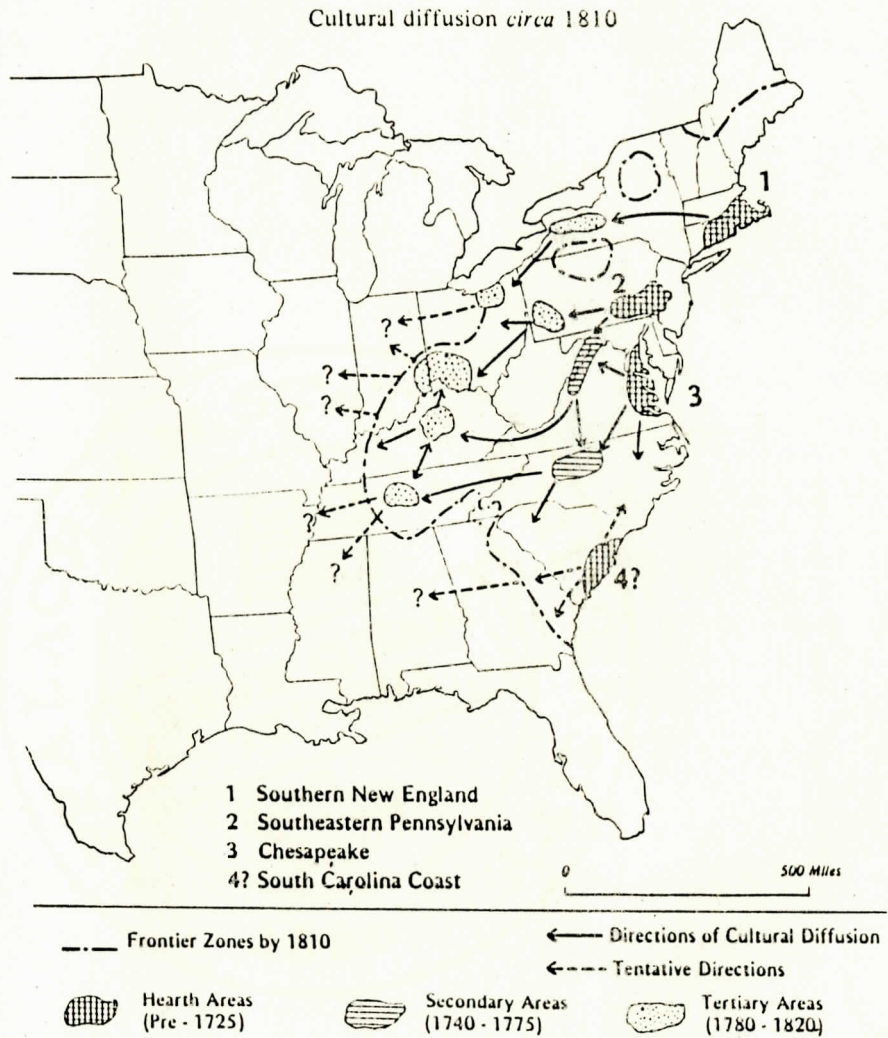 Cultural diffusion circa 1810
1
2
?
?
3
?
?
?
?
4?
1 Southern New England
2 Southeastern Pennsylvania
3 Chesapeake
4? South Carolina Coast
0 500 Miles
Frontier Zones by 1810
Directions of Cultural Diffusion
Tentative Directions
Hearth Areas
(Pre - 1725)
Secondary Areas
(1740 - 1775)
Tertiary Areas
(1780 - 1820)